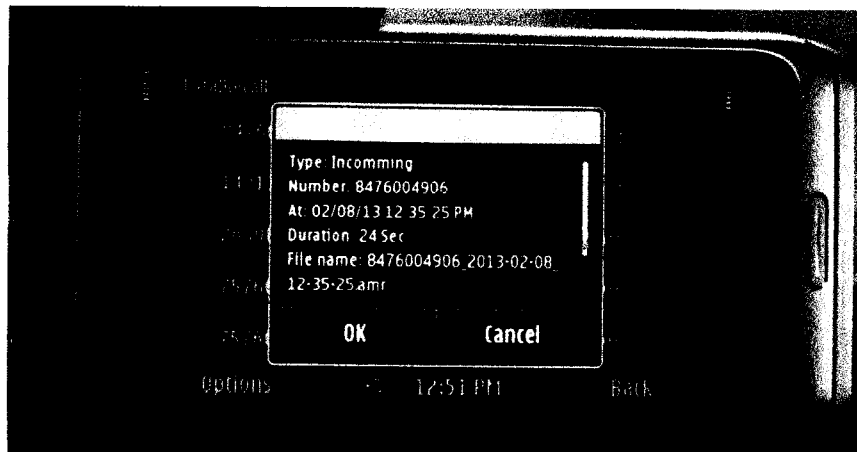 Type: Incomming
Number: 8476004906
At: 02/08/13 12 35 25 PM
Duration 24 Sec
File name: 8476004906_2013-02-08_
12-35-25.amr
OK Cancel
Options 12:51 PM Back